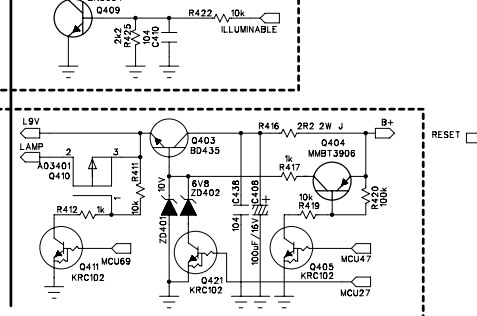 Q409
R422 10k
ILLUMINABLE
2k2
R425
104
C410
L9V
LAMP
2
3
A03401
Q410
1
R411
10k
R412 1k
Q411
KRC102
MCU69
Q403
BD435
10V
ZD401
6V8
ZD402
Q421
KRC102
C438
104
C408
100uF/16V
R416 2R2 2W J
B+
1k
R417
Q404
MMBT3906
10k
R419
R420
100k
Q405
KRC102
MCU47
MCU27
RESET